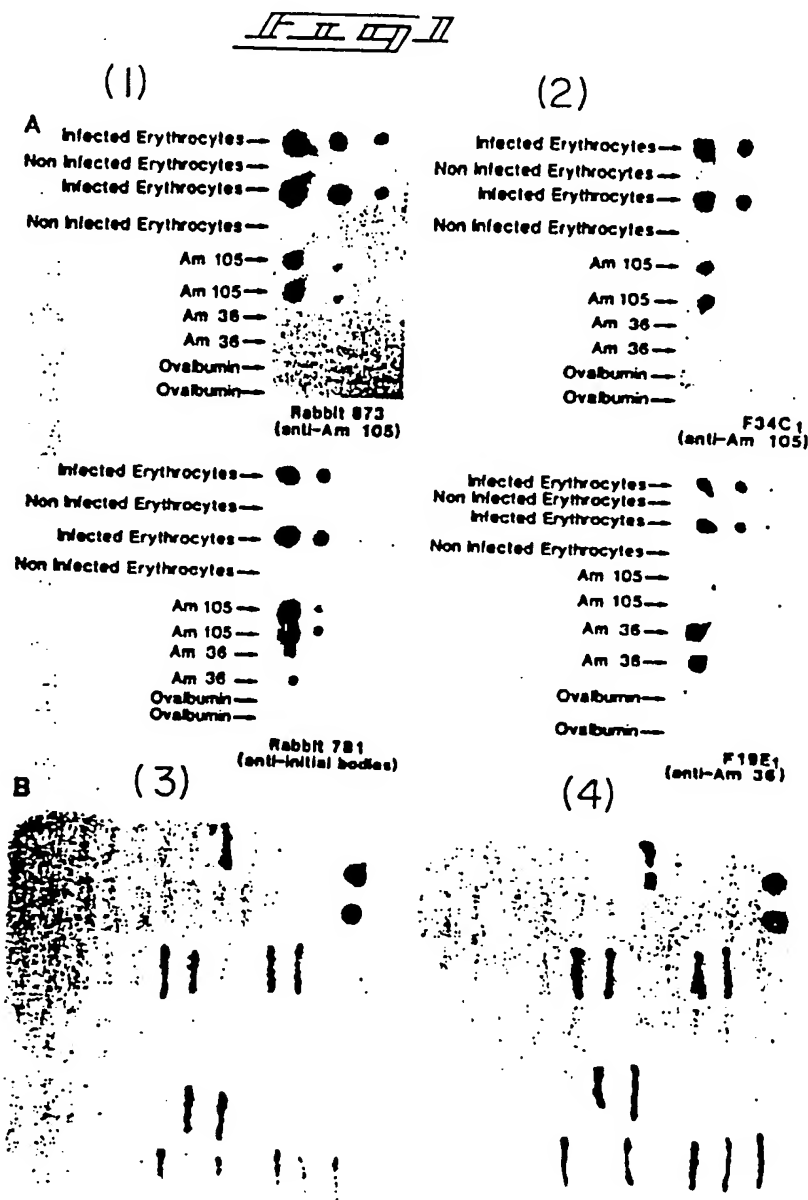 Fig 11
(1)
A
Infected Erythrocytes
Non Infected Erythrocytes
Infected Erythrocytes
Non Infected Erythrocytes
Am 105
Am 105
Am 36
Am 36
Ovalbumin
Ovalbumin
Rabbit 873
(anti-Am 105)
(2)
Infected Erythrocytes
Non Infected Erythrocytes
Infected Erythrocytes
Non Infected Erythrocytes
Am 105
Am 105
Am 36
Am 36
Ovalbumin
Ovalbumin
F34C1
(anti-Am 105)
Infected Erythrocytes
Non Infected Erythrocytes
Infected Erythrocytes
Non Infected Erythrocytes
Am 105
Am 105
Am 36
Am 36
Ovalbumin
Ovalbumin
Rabbit 781
(anti-initial bodies)
Infected Erythrocytes
Non Infected Erythrocytes
Infected Erythrocytes
Non Infected Erythrocytes
Am 105
Am 105
Am 36
Am 36
Ovalbumin
Ovalbumin
F19E1
(anti-Am 36)
B
(3)
(4)